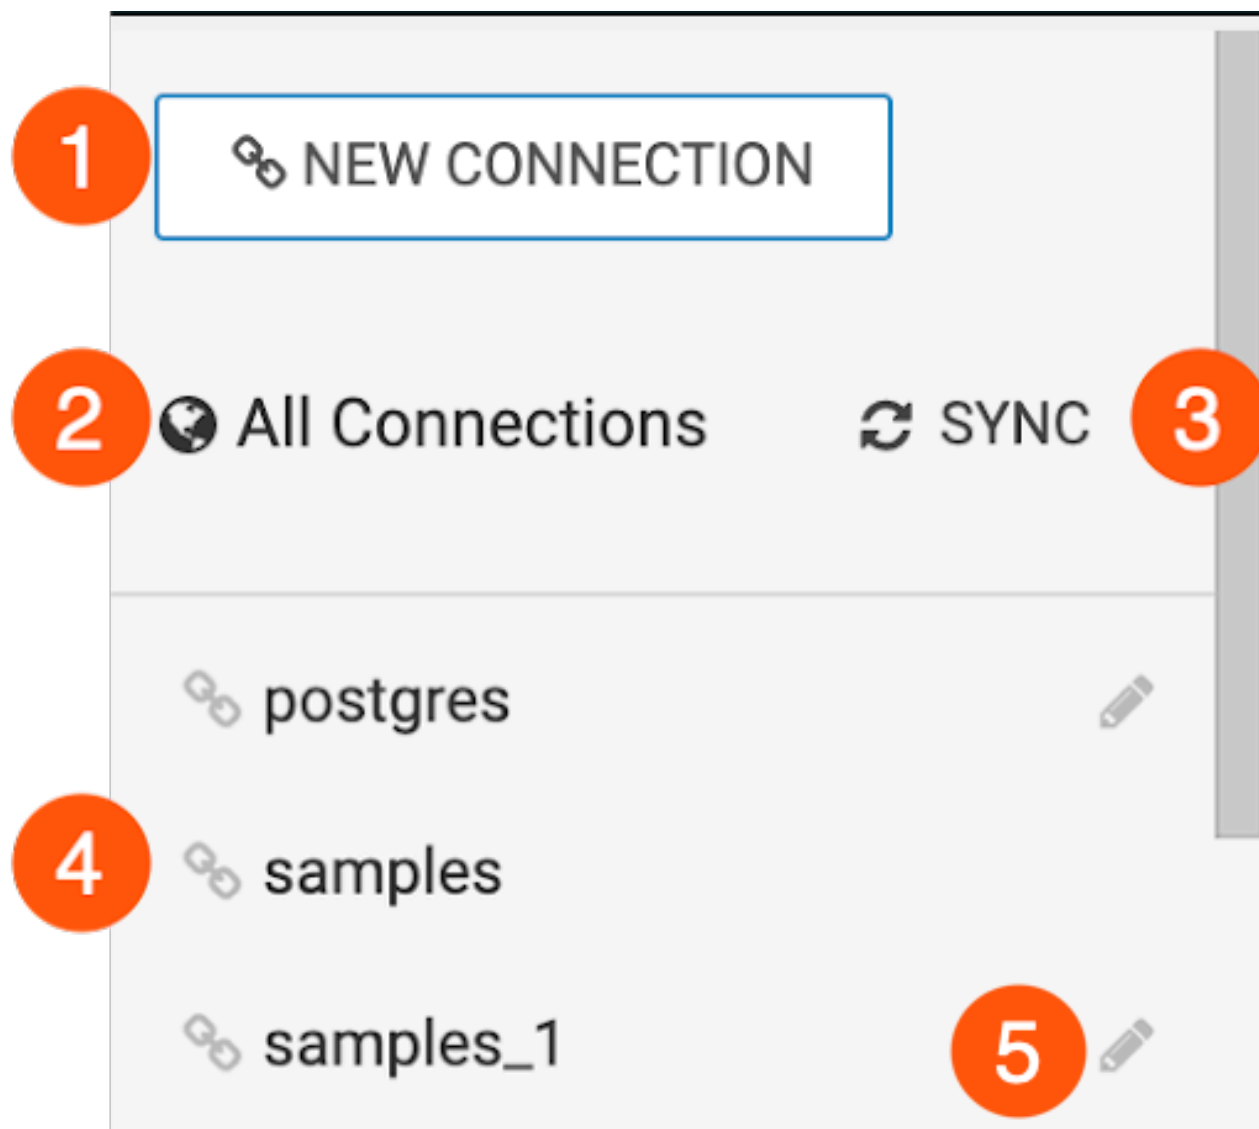 1 NEW CONNECTION
2 All Connections SYNC 3
postgres
4 samples
samples_1 5